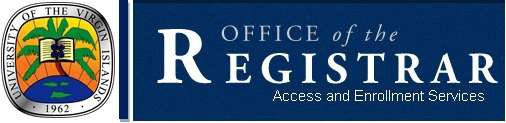 UNIVERSITY OF THE VIRGIN ISLANDS
· 1962 ·
OFFICE of the
REGISTRAR
Access and Enrollment Services